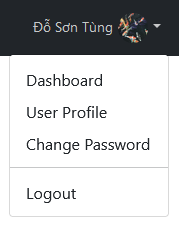 Đỗ Sơn Tùng
Dashboard
User Profile
Change Password
Logout